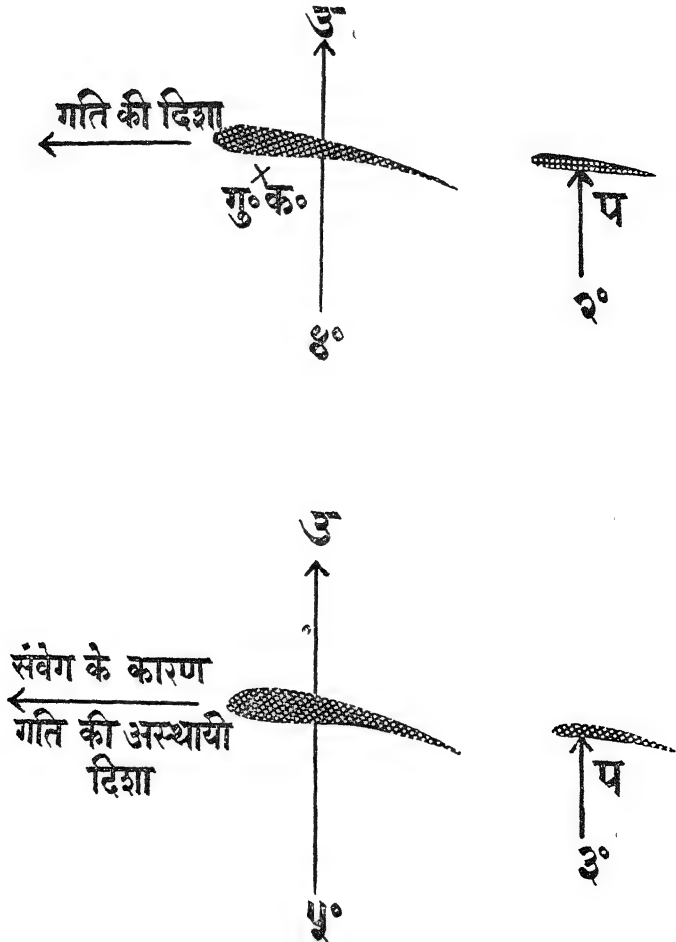 उ
गति की दिशा
गु॰ क॰
प
२°
४°
उ
संवेग के कारण
गति की अस्थायी
दिशा
प
३°
५°